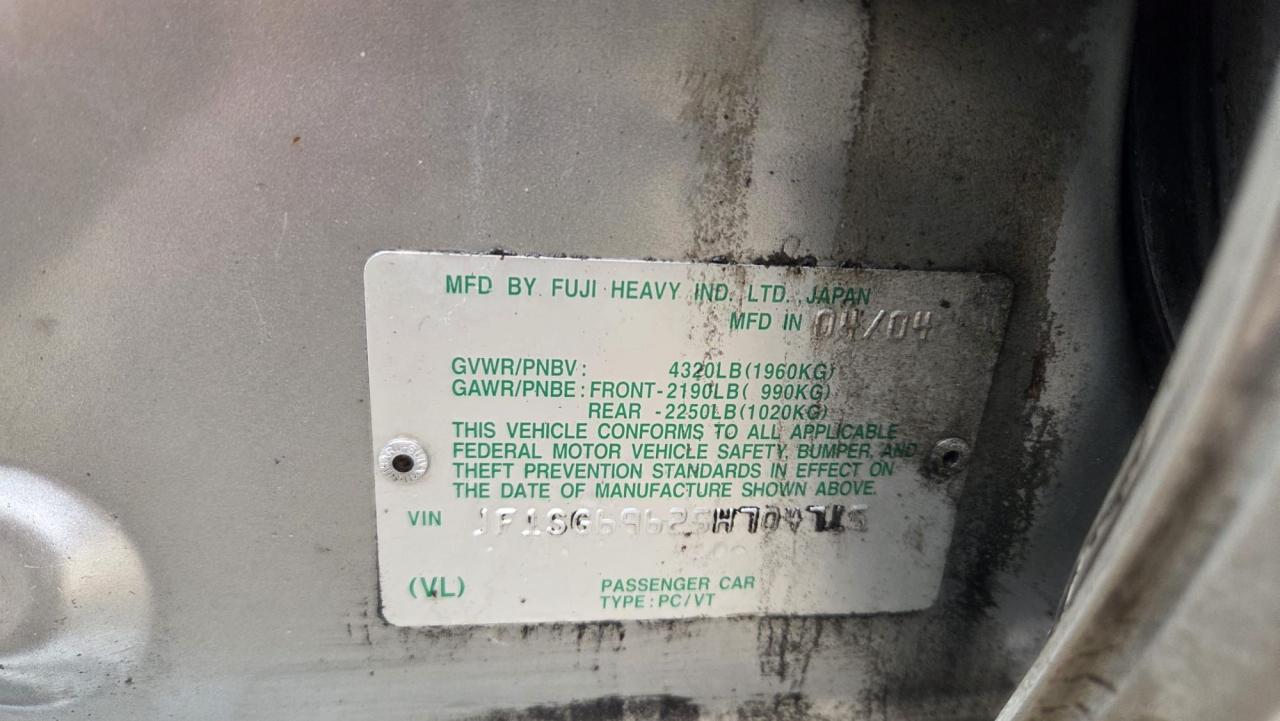 MFD BY FUJI HEAVY IND. LTD. JAPAN
MFD IN 04/04
GVWR/PNBV: 4320LB(1960KG)
GAWR/PNBE: FRONT-2190LB( 990KG)
REAR -2250LB(1020KG)
THIS VEHICLE CONFORMS TO ALL APPLICABLE
FEDERAL MOTOR VEHICLE SAFETY, BUMPER, AND
THEFT PREVENTION STANDARDS IN EFFECT ON
THE DATE OF MANUFACTURE SHOWN ABOVE.
VIN
(VL) PASSENGER CAR
TYPE: PC/VT